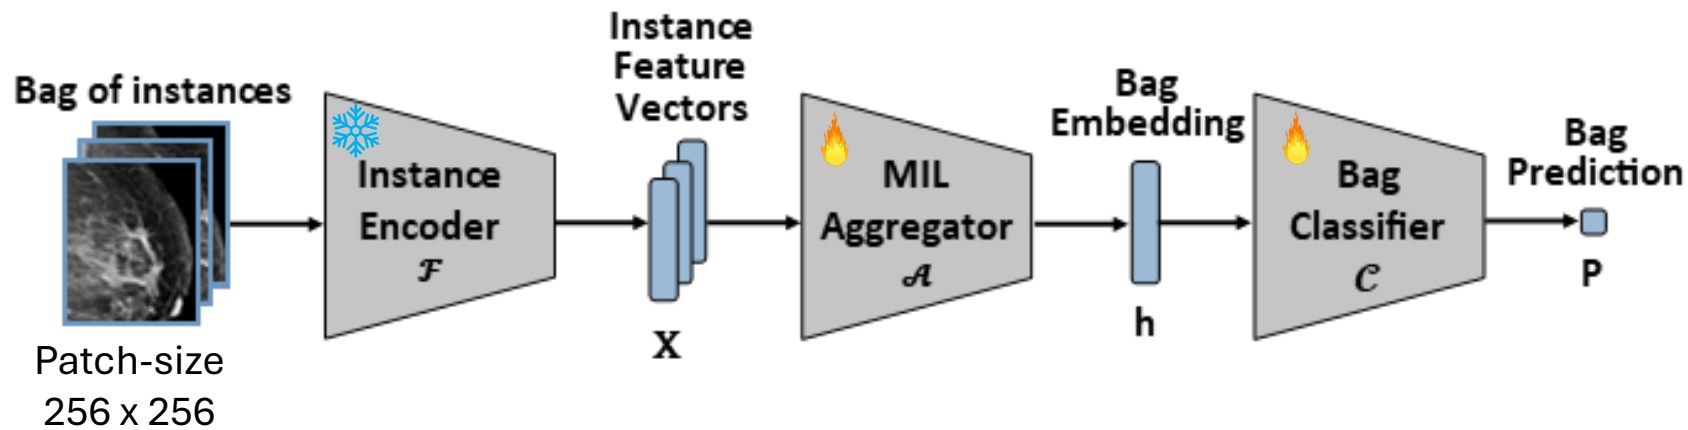 Bag of instances
Patch-size
256 x 256
Instance
Encoder
ℱ
Instance
Feature
Vectors
X
MIL
Aggregator
𝒜
Bag
Embedding
h
Bag
Classifier
𝒞
Bag
Prediction
P